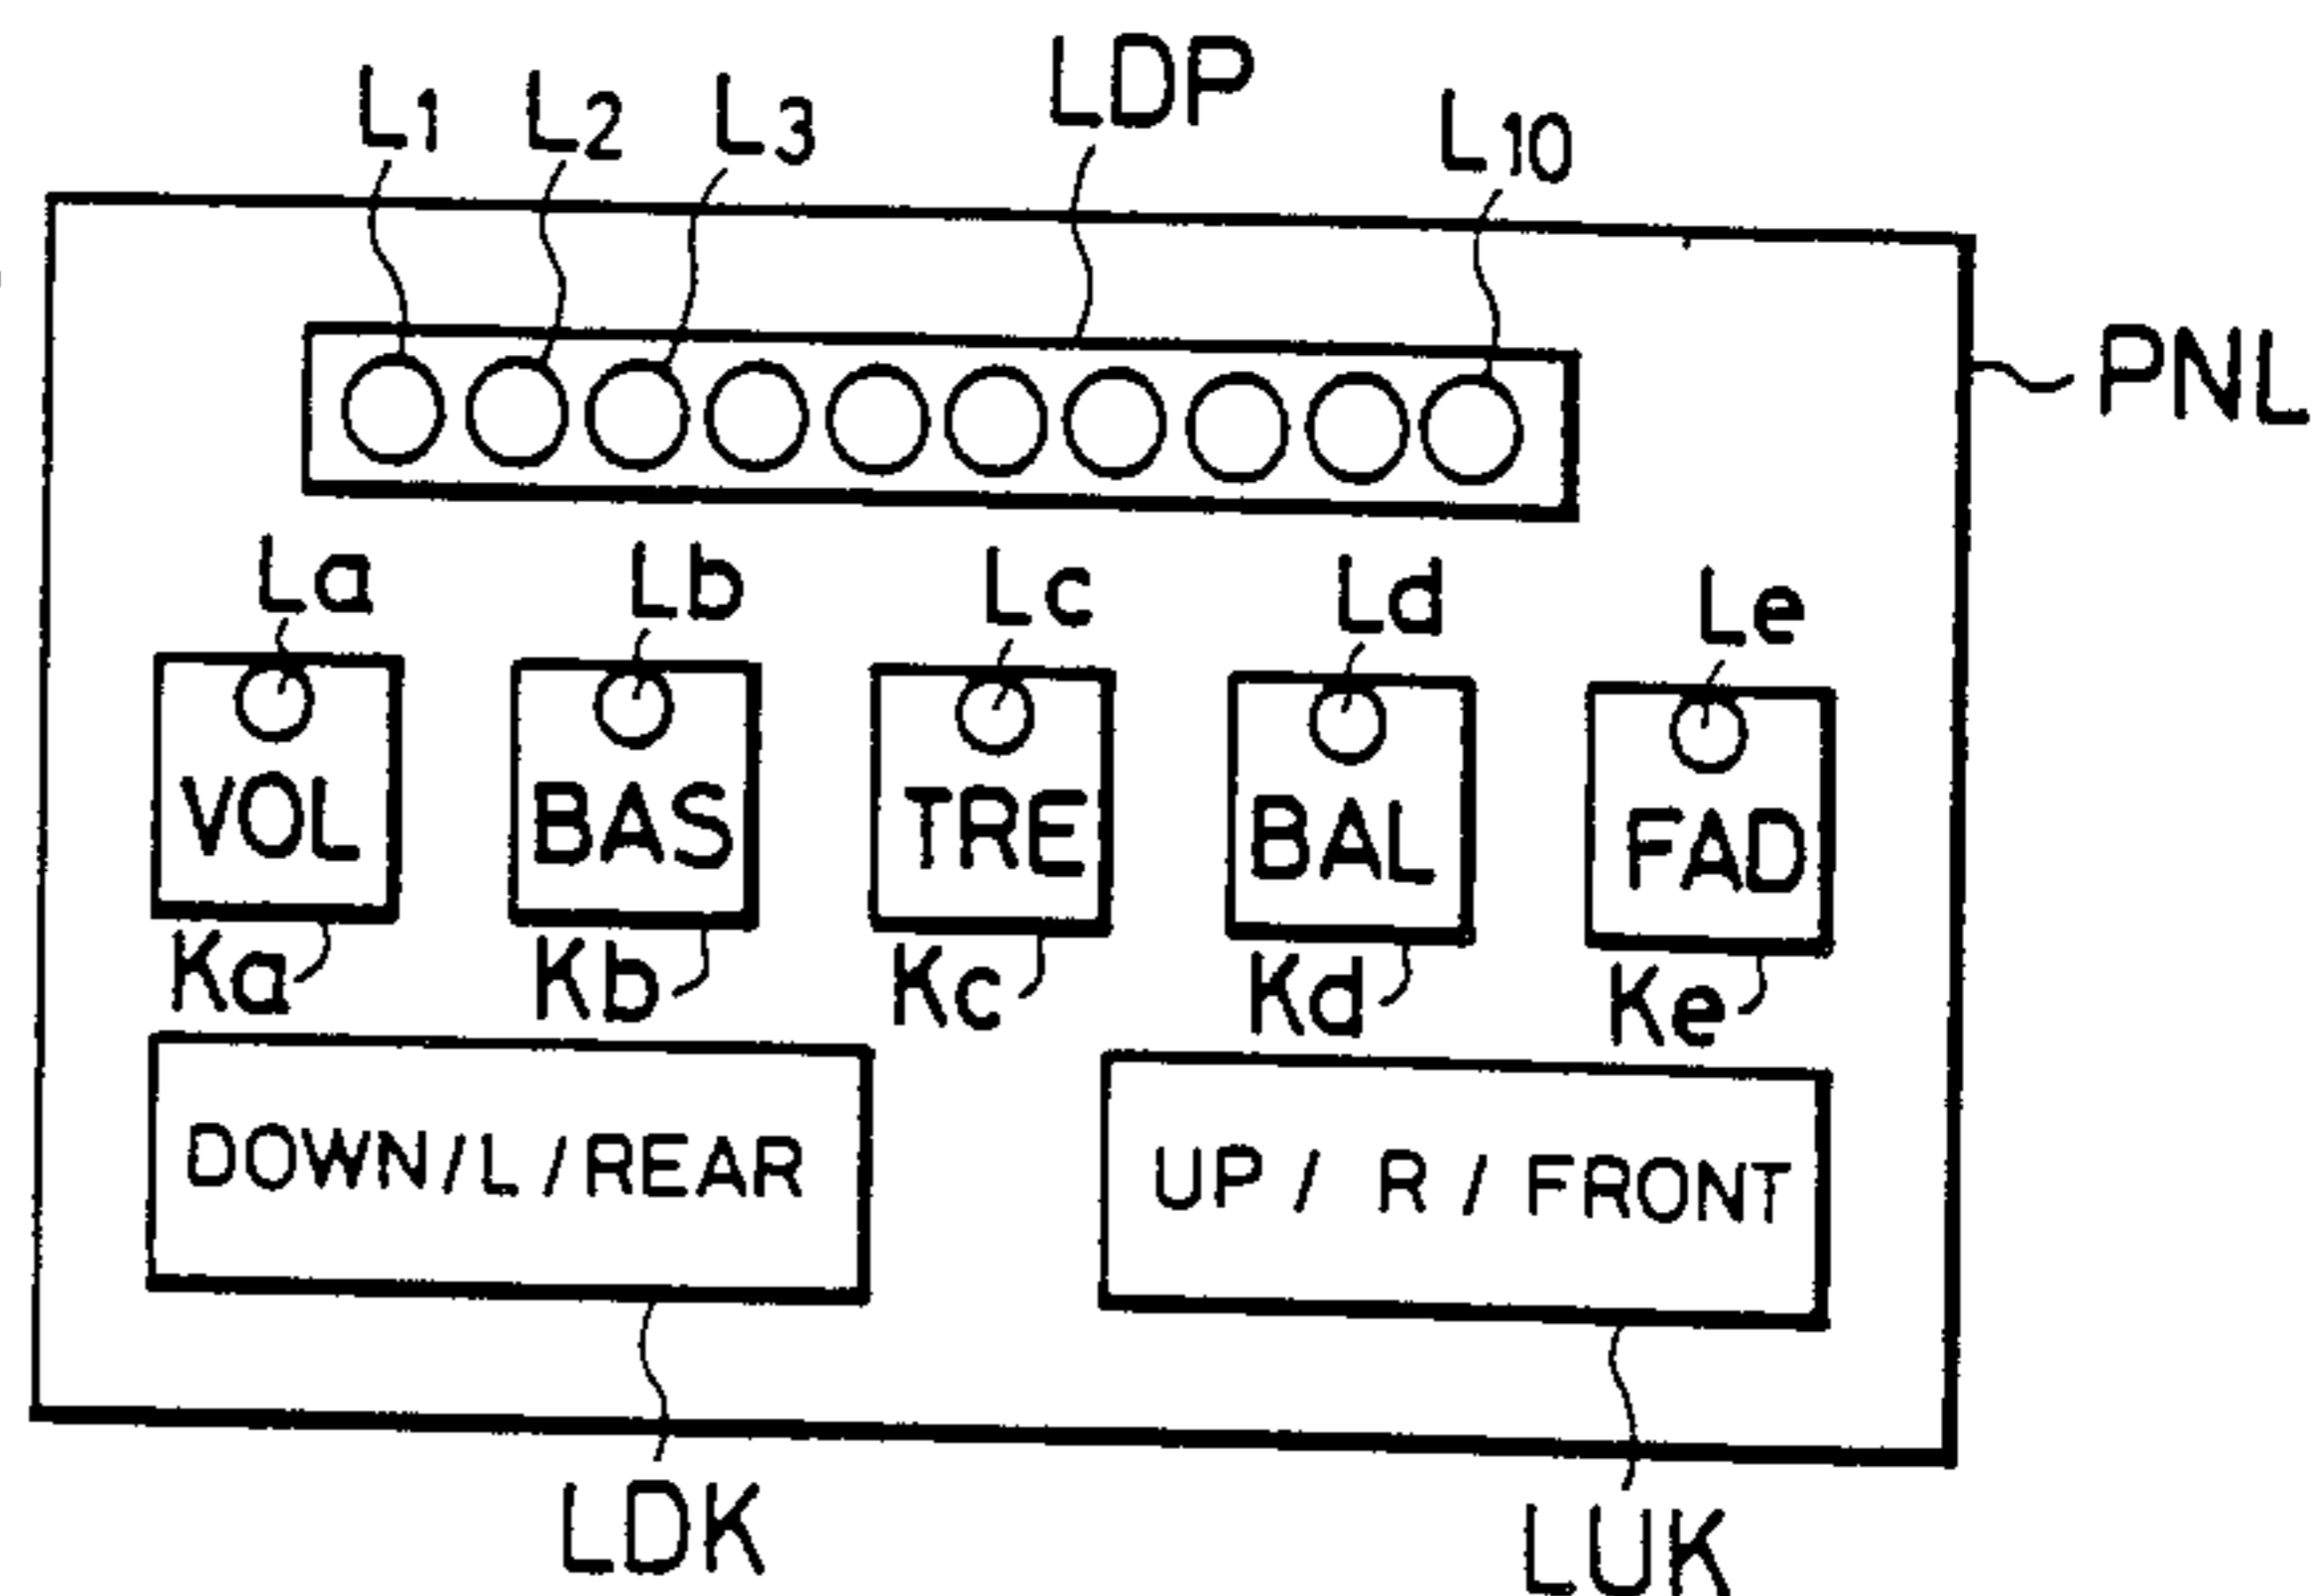 L1 L2 L3 LDP L10
PNL
La Lb Lc Ld Le
VOL BAS TRE BAL FAD
Ka Kb Kc Kd Ke
DOWN/L/REAR UP / R / FRONT
LDK LUK